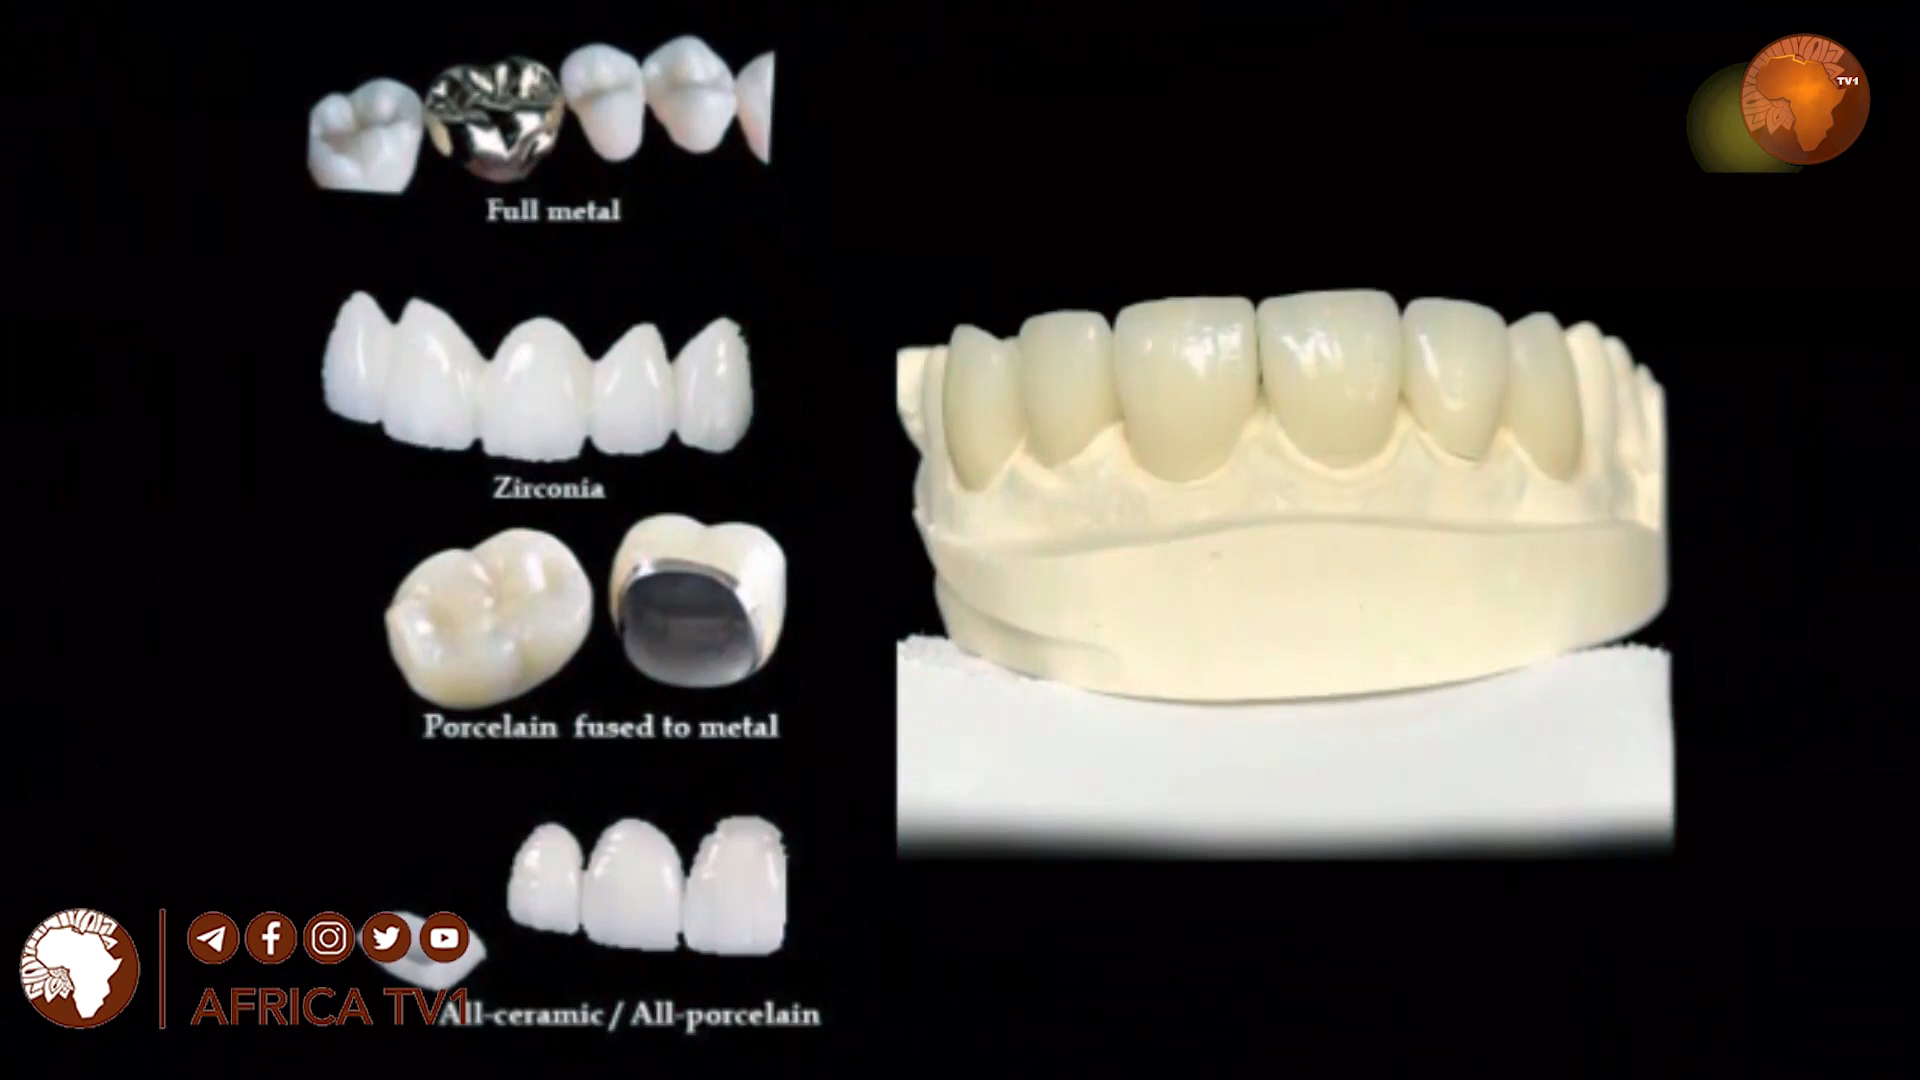 TV1
Full metal
Zirconia
Porcelain fused to metal
All-ceramic / All-porcelain
AFRICA TV1